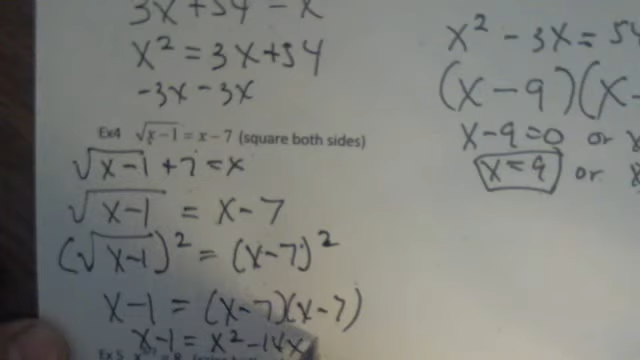 3x+54 = x
x² = 3x+54
-3x -3x
Ex4 √x-1 = x-7 (square both sides)
√x-1 +7=x
√x-1 = x-7
(√x-1)² = (x-7)²
x-1 = (x-7)(x-7)
x-1 = x²-14x
x² - 3x = 54
(x-9)(x-
x-9=0 or x
x=9 or x